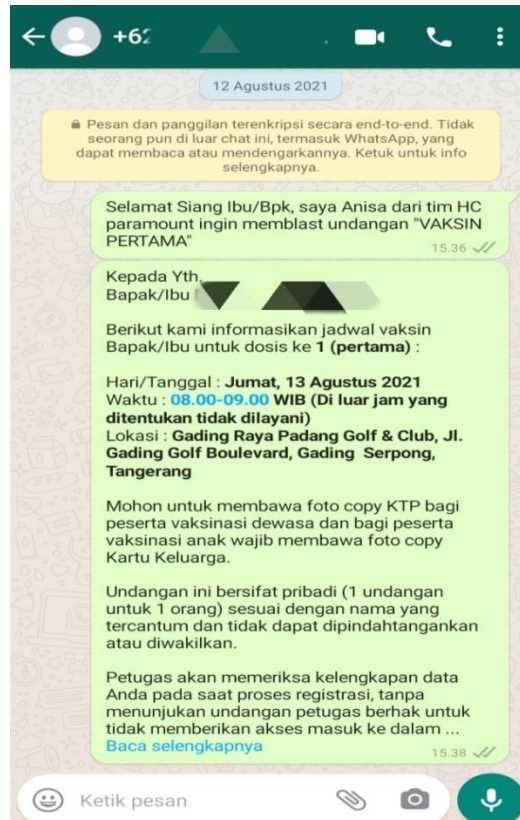 +62
12 Agustus 2021
Pesan dan panggilan terenkripsi secara end-to-end. Tidak
seorang pun di luar chat ini, termasuk WhatsApp, yang
dapat membaca atau mendengarkannya. Ketuk untuk info
selengkapnya.
Selamat Siang Ibu/Bpk, saya Anisa dari tim HC
paramount ingin memblast undangan "VAKSIN
PERTAMA"
15.36
Kepada Yth,
Bapak/Ibu
Berikut kami informasikan jadwal vaksin
Bapak/Ibu untuk dosis ke 1 (pertama) :
Hari/Tanggal : Jumat, 13 Agustus 2021
Waktu : 08.00-09.00 WIB (Di luar jam yang
ditentukan tidak dilayani)
Lokasi : Gading Raya Padang Golf & Club, Jl.
Gading Golf Boulevard, Gading Serpong,
Tangerang
Mohon untuk membawa foto copy KTP bagi
peserta vaksinasi dewasa dan bagi peserta
vaksinasi anak wajib membawa foto copy
Kartu Keluarga.
Undangan ini bersifat pribadi (1 undangan
untuk 1 orang) sesuai dengan nama yang
tercantum dan tidak dapat dipindahtangankan
atau diwakilkan.
Petugas akan memeriksa kelengkapan data
Anda pada saat proses registrasi, tanpa
menunjukan undangan petugas berhak untuk
tidak memberikan akses masuk ke dalam ...
Baca selengkapnya
15.38
Ketik pesan